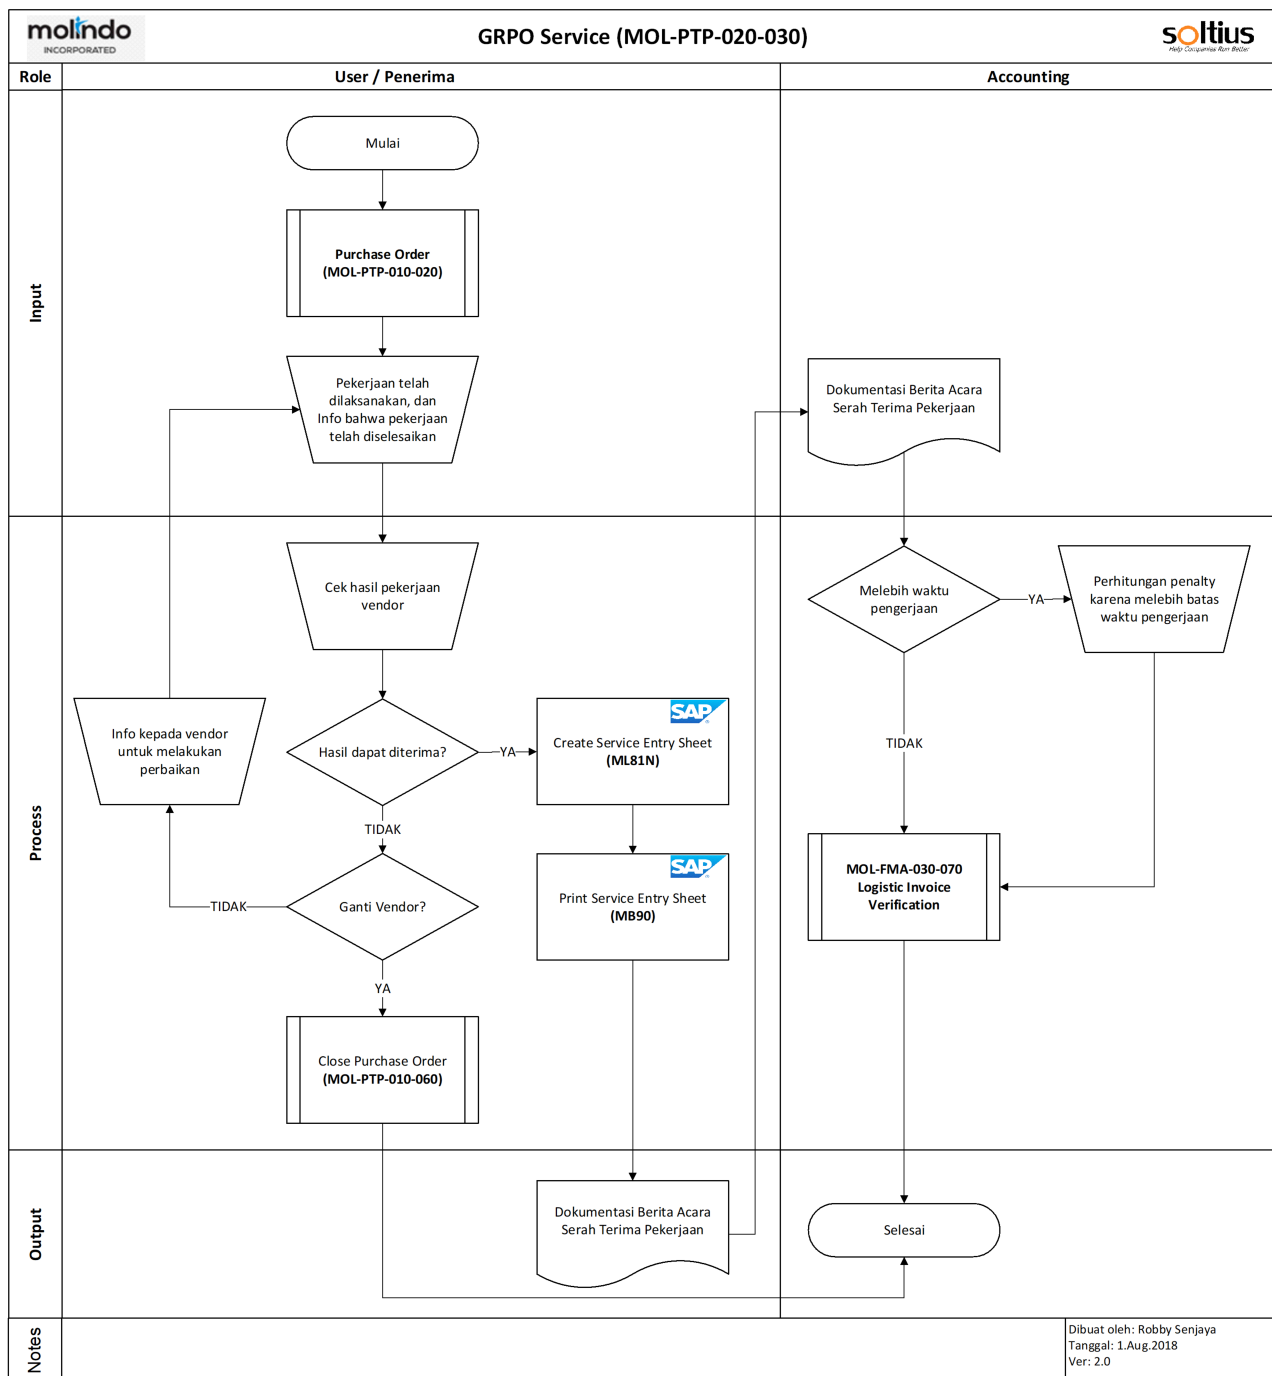 molindo
INCORPORATED
GRPO Service (MOL-PTP-020-030)
soltius
Help Companies Run Better
Role
User / Penerima
Accounting
Input
Mulai
Purchase Order
(MOL-PTP-010-020)
Pekerjaan telah
dilaksanakan, dan
Info bahwa pekerjaan
telah diselesaikan
Dokumentasi Berita Acara
Serah Terima Pekerjaan
Process
Cek hasil pekerjaan
vendor
Melebih waktu
pengerjaan
YA
Perhitungan penalty
karena melebih batas
waktu pengerjaan
Info kepada vendor
untuk melakukan
perbaikan
Hasil dapat diterima?
YA
SAP
Create Service Entry Sheet
(ML81N)
TIDAK
TIDAK
Ganti Vendor?
TIDAK
SAP
Print Service Entry Sheet
(MB90)
MOL-FMA-030-070
Logistic Invoice
Verification
YA
Close Purchase Order
(MOL-PTP-010-060)
Output
Dokumentasi Berita Acara
Serah Terima Pekerjaan
Selesai
Notes
Dibuat oleh: Robby Senjaya
Tanggal: 1.Aug.2018
Ver: 2.0